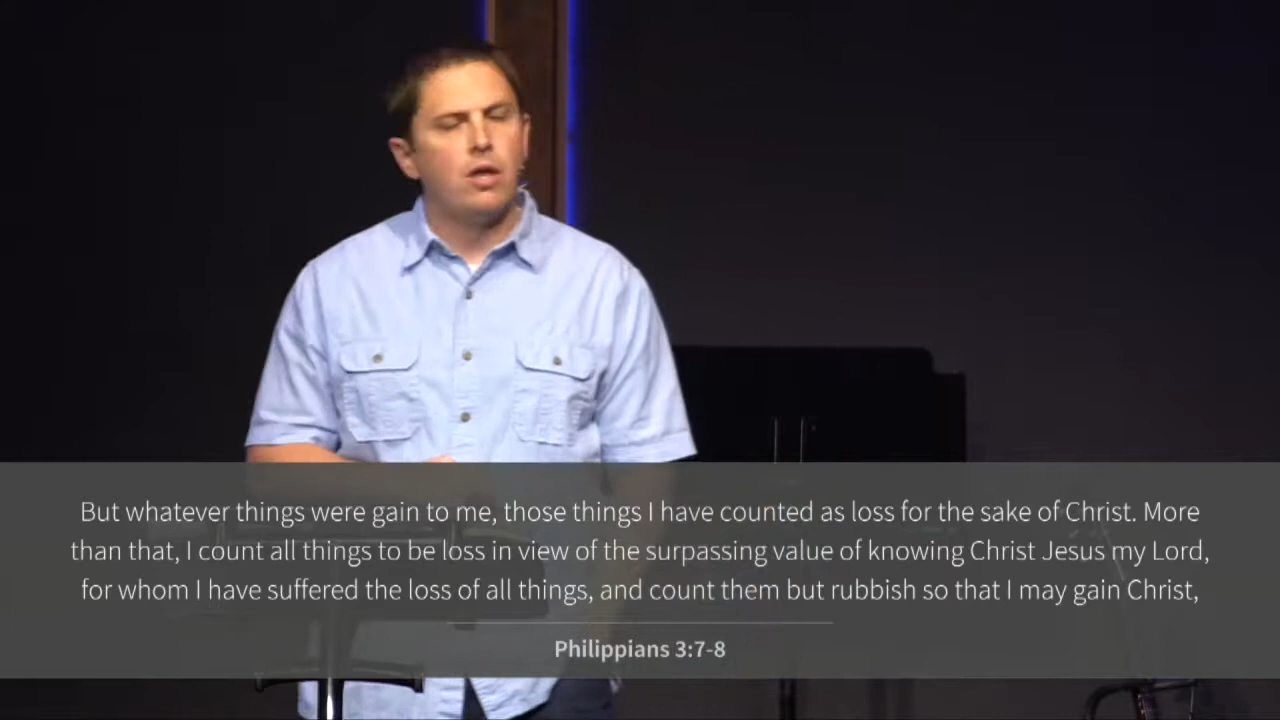 But whatever things were gain to me, those things I have counted as loss for the sake of Christ. More
than that, I count all things to be loss in view of the surpassing value of knowing Christ Jesus my Lord,
for whom I have suffered the loss of all things, and count them but rubbish so that I may gain Christ,
Philippians 3:7-8